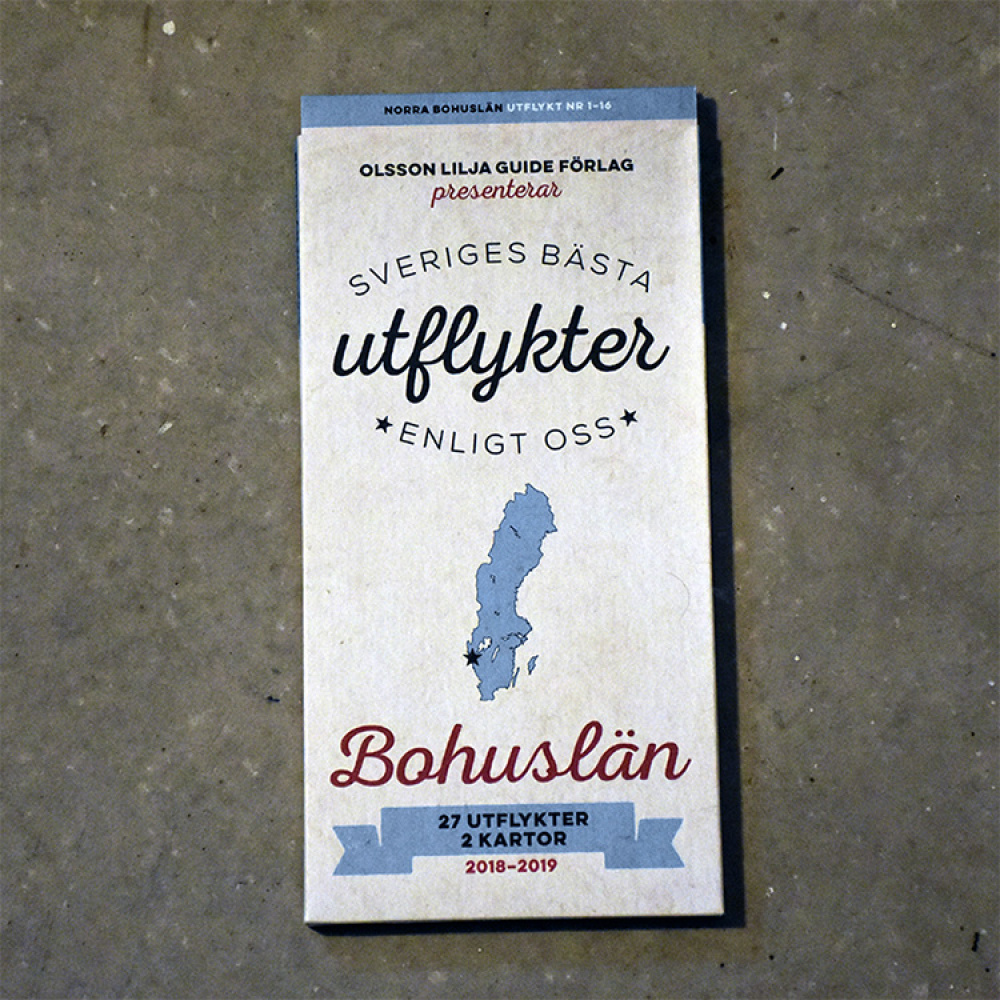 NORRA BOHUSLÄN UTFLYKT NR 1–16
OLSSON LILJA GUIDE FÖRLAG
presenterar
SVERIGES BÄSTA
utflykter
★ENLIGT OSS★
Bohuslän
27 UTFLYKTER
2 KARTOR
2018–2019